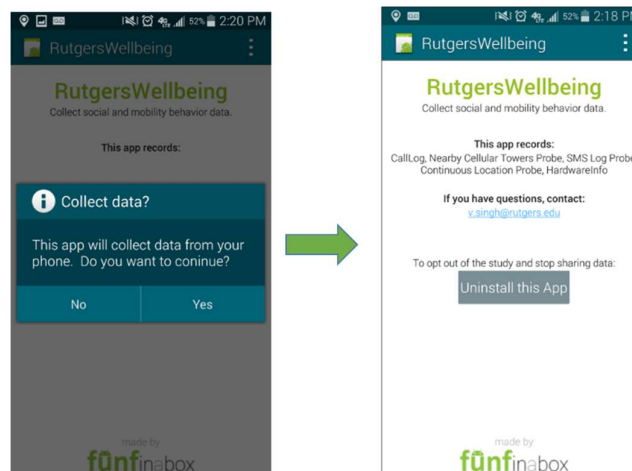 52% 2:20 PM
RutgersWellbeing
RutgersWellbeing
Collect social and mobility behavior data.
This app records:
Collect data?
This app will collect data from your
phone. Do you want to coninue?
No Yes
made by
funfinabox
52% 2:18 PM
RutgersWellbeing
RutgersWellbeing
Collect social and mobility behavior data.
This app records:
CallLog, Nearby Cellular Towers Probe, SMS Log Probe
Continuous Location Probe, HardwareInfo
If you have questions, contact:
v.singh@rutgers.edu
To opt out of the study and stop sharing data:
Uninstall this App
made by
fünfinabox